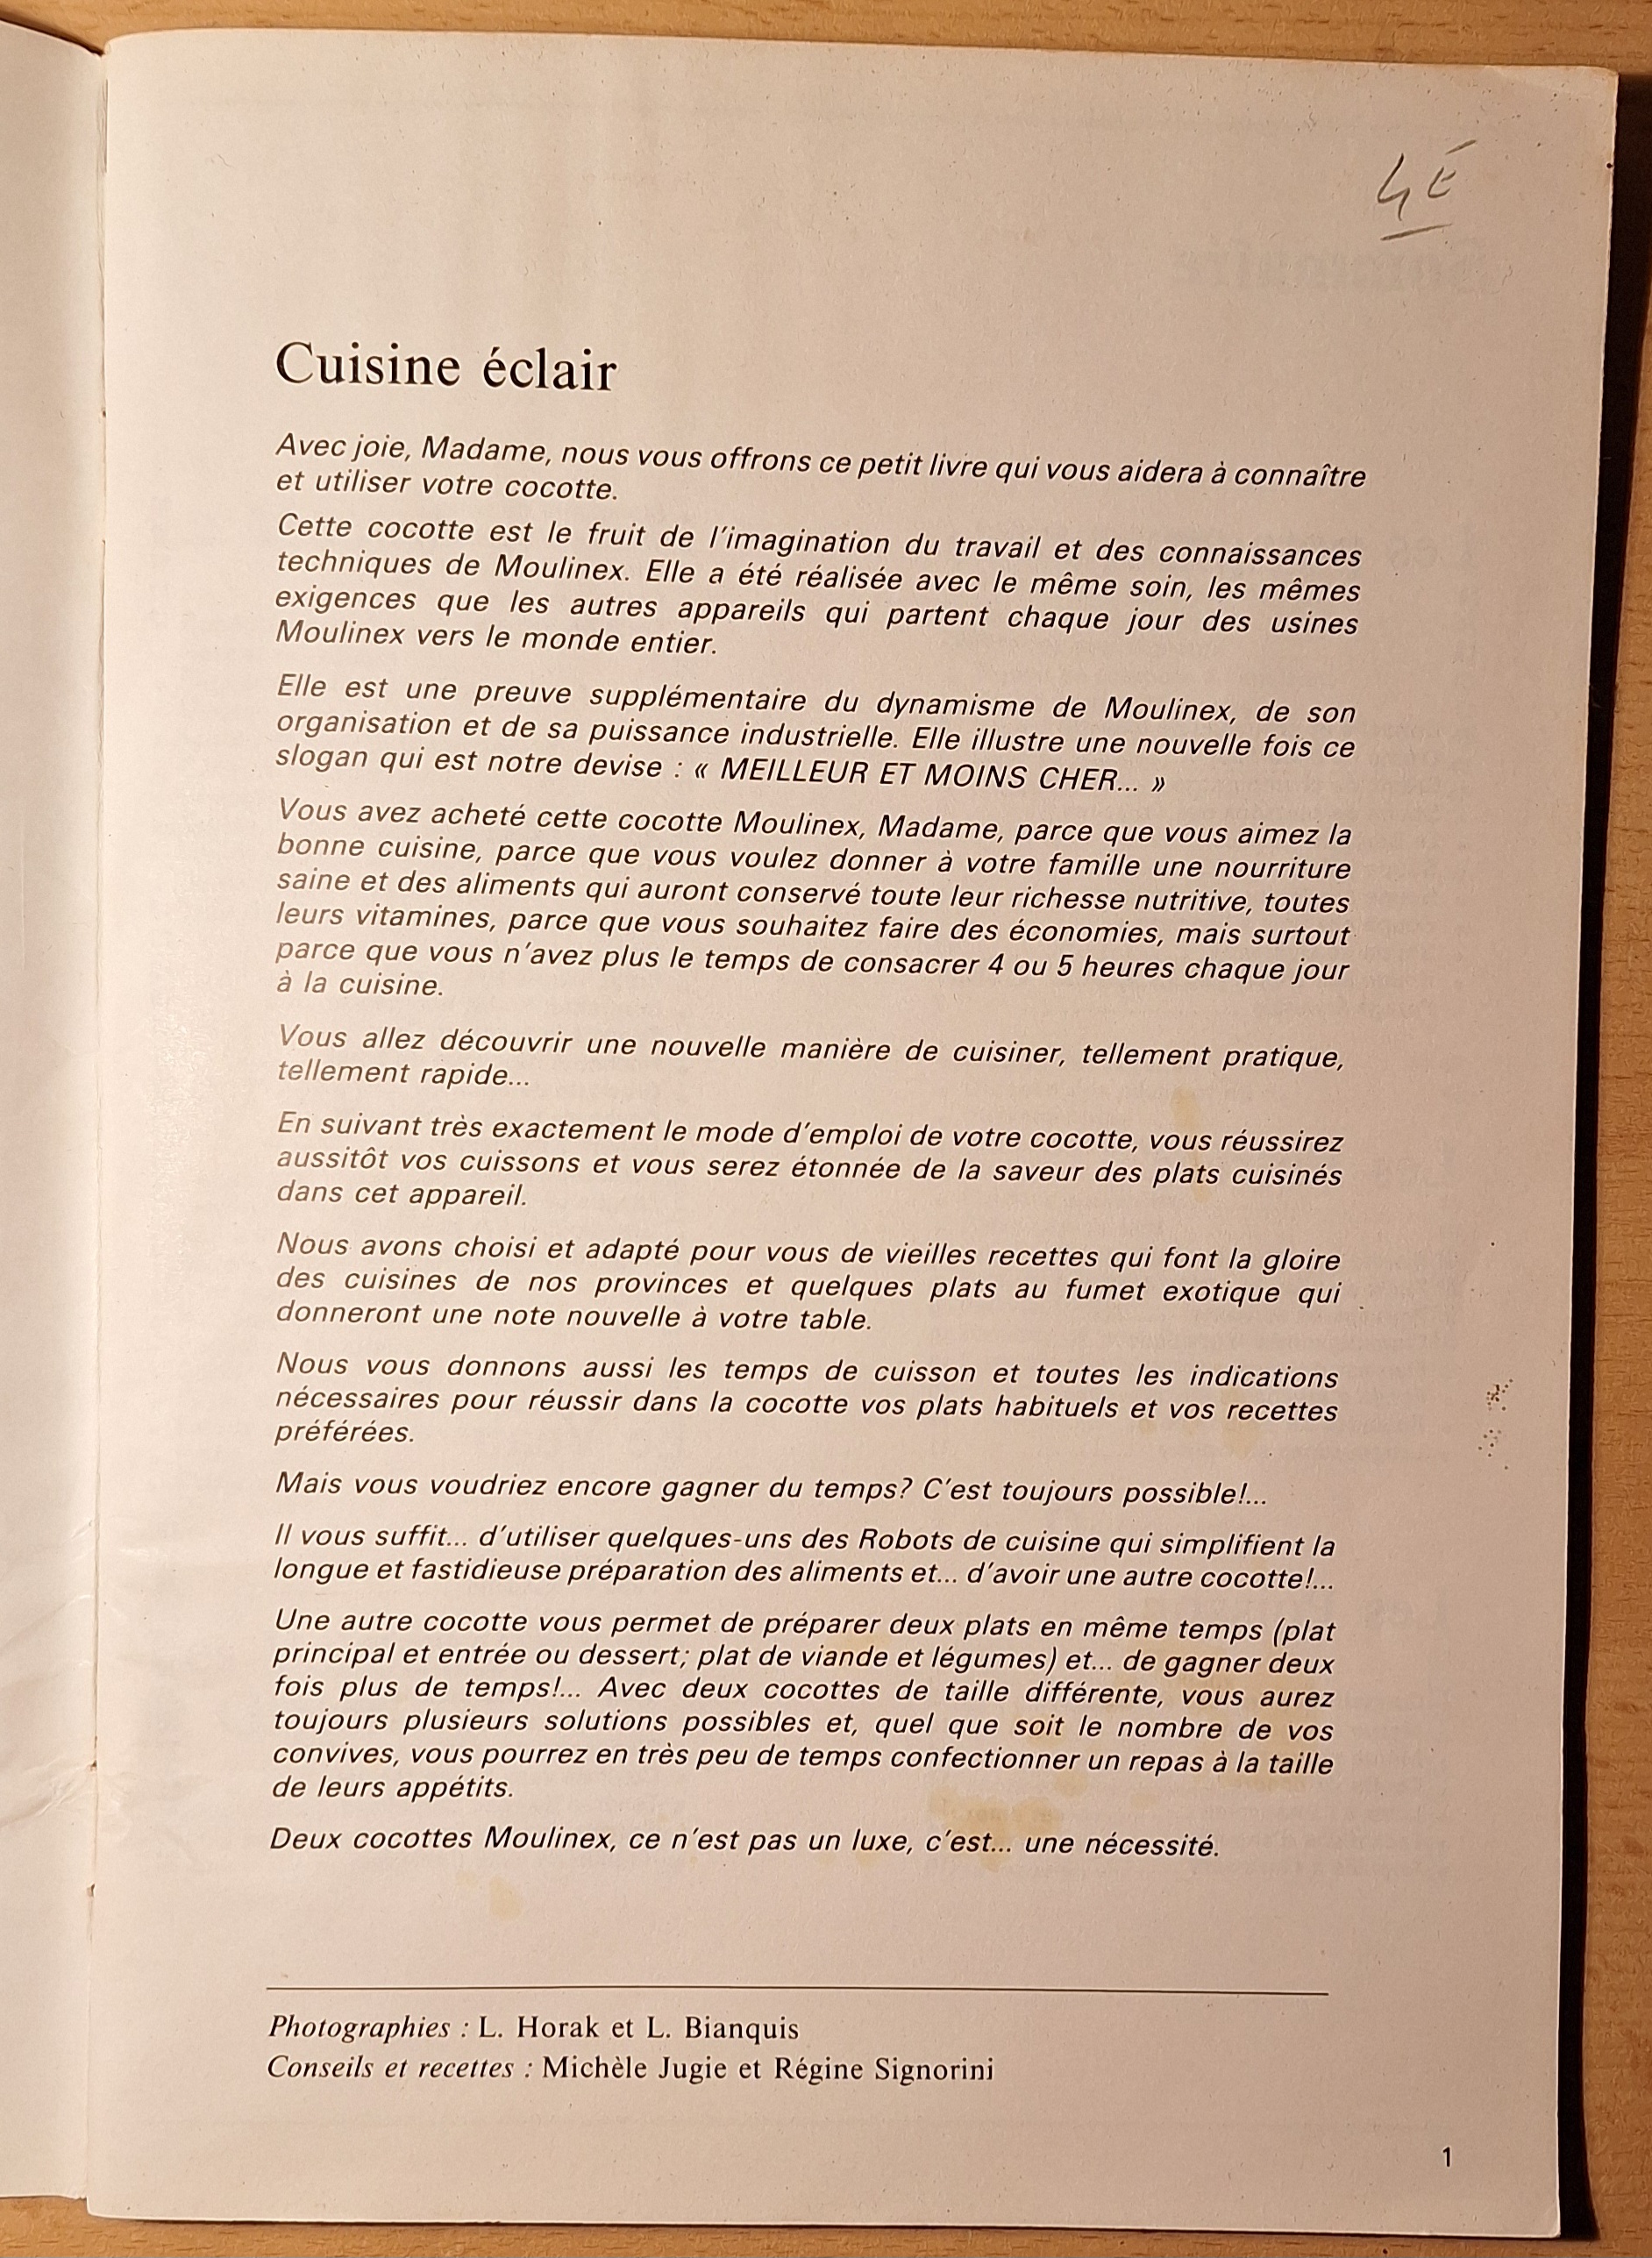 4€
Cuisine éclair
Avec joie, Madame, nous vous offrons ce petit livre qui vous aidera à connaître
et utiliser votre cocotte.
Cette cocotte est le fruit de l'imagination du travail et des connaissances
techniques de Moulinex. Elle a été réalisée avec le même soin, les mêmes
exigences que les autres appareils qui partent chaque jour des usines
Moulinex vers le monde entier.
Elle est une preuve supplémentaire du dynamisme de Moulinex, de son
organisation et de sa puissance industrielle. Elle illustre une nouvelle fois ce
slogan qui est notre devise : « MEILLEUR ET MOINS CHER... »
Vous avez acheté cette cocotte Moulinex, Madame, parce que vous aimez la
bonne cuisine, parce que vous voulez donner à votre famille une nourriture
saine et des aliments qui auront conservé toute leur richesse nutritive, toutes
leurs vitamines, parce que vous souhaitez faire des économies, mais surtout
parce que vous n'avez plus le temps de consacrer 4 ou 5 heures chaque jour
à la cuisine.
Vous allez découvrir une nouvelle manière de cuisiner, tellement pratique,
tellement rapide...
En suivant très exactement le mode d'emploi de votre cocotte, vous réussirez
aussitôt vos cuissons et vous serez étonnée de la saveur des plats cuisinés
dans cet appareil.
Nous avons choisi et adapté pour vous de vieilles recettes qui font la gloire
des cuisines de nos provinces et quelques plats au fumet exotique qui
donneront une note nouvelle à votre table.
Nous vous donnons aussi les temps de cuisson et toutes les indications
nécessaires pour réussir dans la cocotte vos plats habituels et vos recettes
préférées.
Mais vous voudriez encore gagner du temps? C'est toujours possible!...
Il vous suffit... d'utiliser quelques-uns des Robots de cuisine qui simplifient la
longue et fastidieuse préparation des aliments et... d'avoir une autre cocotte!...
Une autre cocotte vous permet de préparer deux plats en même temps (plat
principal et entrée ou dessert; plat de viande et légumes) et... de gagner deux
fois plus de temps!... Avec deux cocottes de taille différente, vous aurez
toujours plusieurs solutions possibles et, quel que soit le nombre de vos
convives, vous pourrez en très peu de temps confectionner un repas à la taille
de leurs appétits.
Deux cocottes Moulinex, ce n'est pas un luxe, c'est... une nécessité.
Photographies : L. Horak et L. Bianquis
Conseils et recettes : Michèle Jugie et Régine Signorini
1